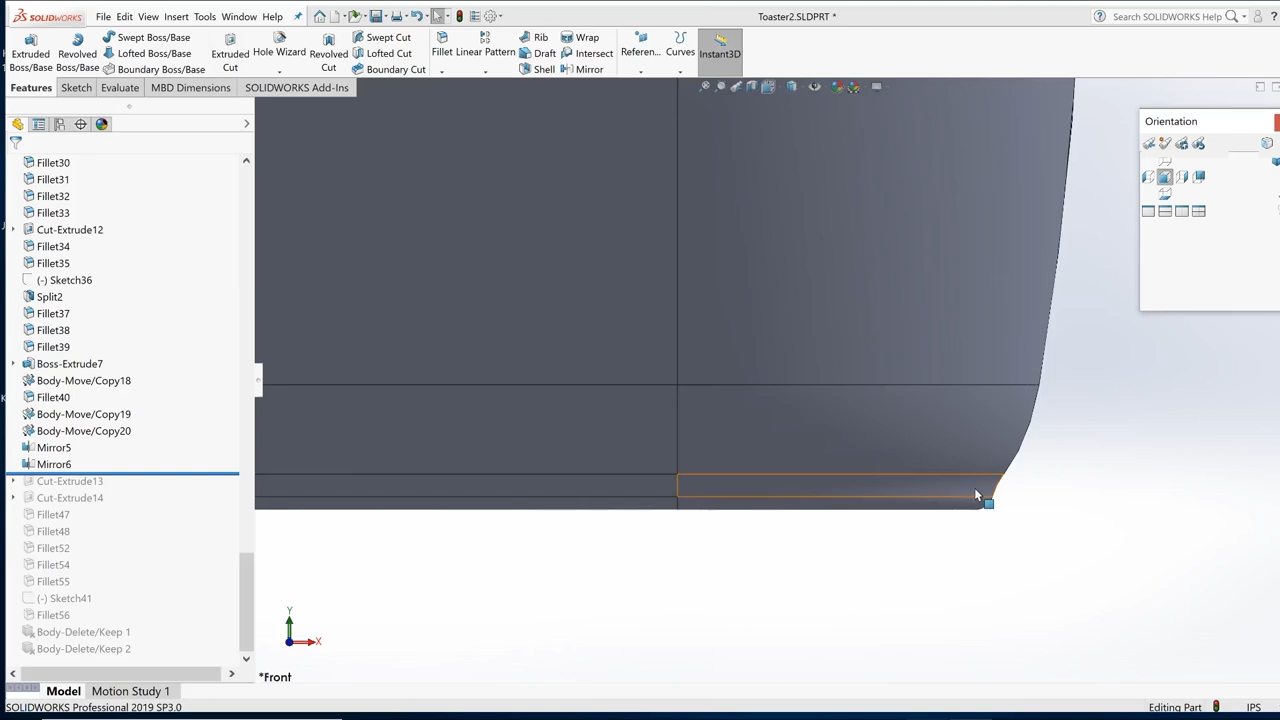 SOLIDWORKS File Edit View Insert Tools Window Help Toaster2.SLDPRT * Search SOLIDWORKS Help ?
Extruded Boss/Base
Revolved Boss/Base
Swept Boss/Base
Lofted Boss/Base
Boundary Boss/Base
Extruded Cut
Hole Wizard
Revolved Cut
Swept Cut
Lofted Cut
Boundary Cut
Fillet
Linear Pattern
Rib
Draft
Shell
Wrap
Intersect
Mirror
Referen...
Curves
Instant3D
Features Sketch Evaluate MBD Dimensions SOLIDWORKS Add-Ins
Orientation
Fillet30
Fillet31
Fillet32
Fillet33
Cut-Extrude12
Fillet34
Fillet35
(-) Sketch36
Split2
Fillet37
Fillet38
Fillet39
Boss-Extrude7
Body-Move/Copy18
Fillet40
Body-Move/Copy19
Body-Move/Copy20
Mirror5
Mirror6
Cut-Extrude13
Cut-Extrude14
Fillet47
Fillet48
Fillet52
Fillet54
Fillet55
(-) Sketch41
Fillet56
Body-Delete/Keep 1
Body-Delete/Keep 2
Y
X
*Front
Model Motion Study 1
SOLIDWORKS Professional 2019 SP3.0 Editing Part IPS